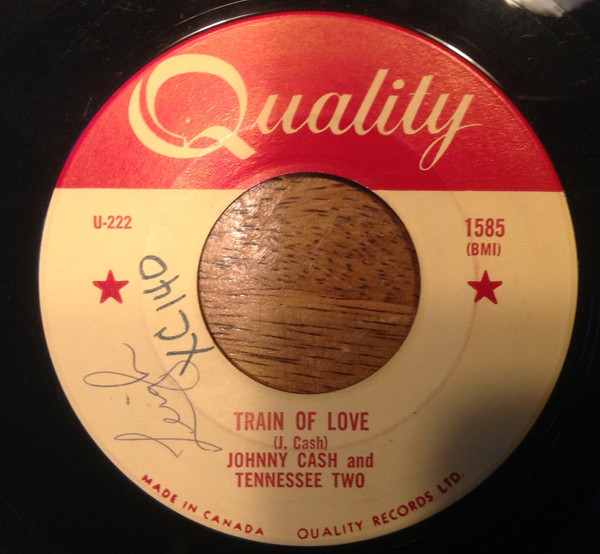 Quality
U-222
1585
(BMI)
XC140
TRAIN OF LOVE
(J. Cash)
JOHNNY CASH and
TENNESSEE TWO
MADE IN CANADA QUALITY RECORDS LTD.